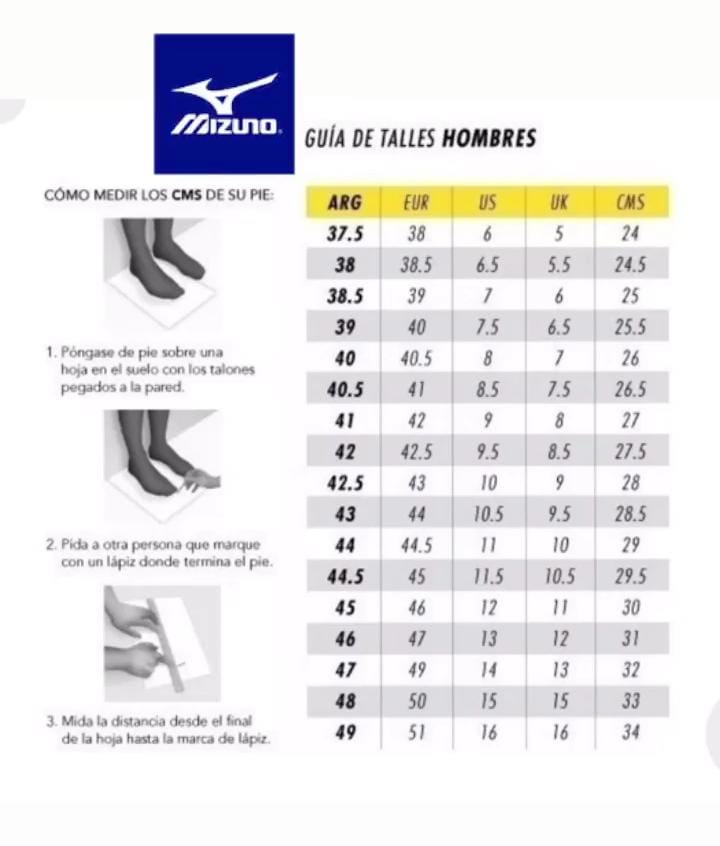 MIZUNO
GUÍA DE TALLES HOMBRES
CÓMO MEDIR LOS CMS DE SU PIE:
1. Póngase de pie sobre una
hoja en el suelo con los talones
pegados a la pared.
2. Pida a otra persona que marque
con un lápiz donde termina el pie.
3. Mida la distancia desde el final
de la hoja hasta la marca de lápiz.
ARG EUR US UK CMS
37.5 38 6 5 24
38 38.5 6.5 5.5 24.5
38.5 39 7 6 25
39 40 7.5 6.5 25.5
40 40.5 8 7 26
40.5 41 8.5 7.5 26.5
41 42 9 8 27
42 42.5 9.5 8.5 27.5
42.5 43 10 9 28
43 44 10.5 9.5 28.5
44 44.5 11 10 29
44.5 45 11.5 10.5 29.5
45 46 12 11 30
46 47 13 12 31
47 49 14 13 32
48 50 15 15 33
49 51 16 16 34